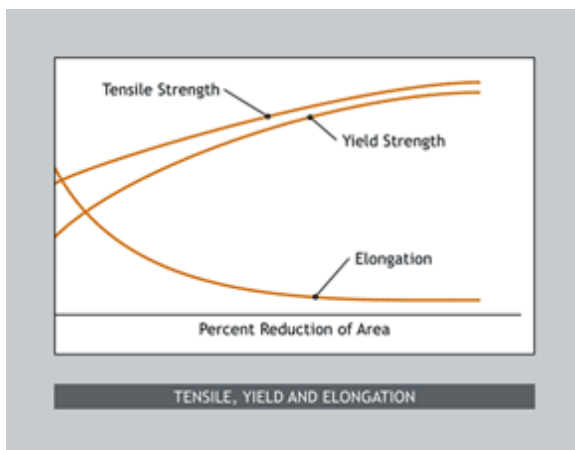 Tensile Strength
Yield Strength
Elongation
Percent Reduction of Area
TENSILE, YIELD AND ELONGATION